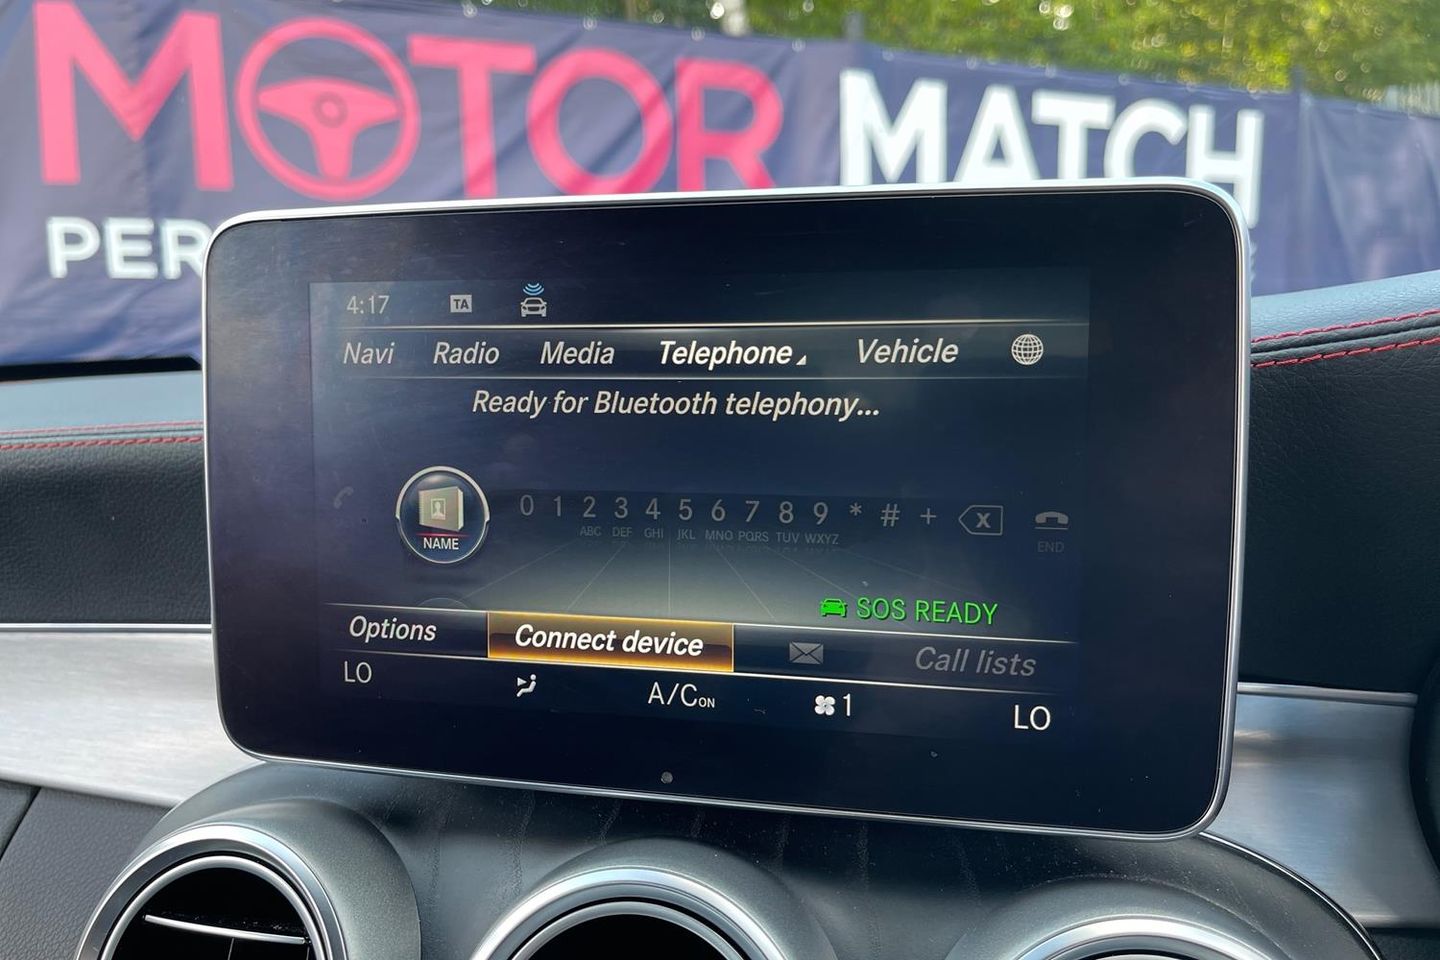 MOTOR MATCH
PER
4:17 TA
Navi Radio Media Telephone Vehicle
Ready for Bluetooth telephony...
NAME 0 1 2 3 4 5 6 7 8 9 * # + X
ABC DEF GHI JKL MNO PQRS TUV WXYZ END
SOS READY
Options Connect device Call lists
LO A/C ON 1 LO